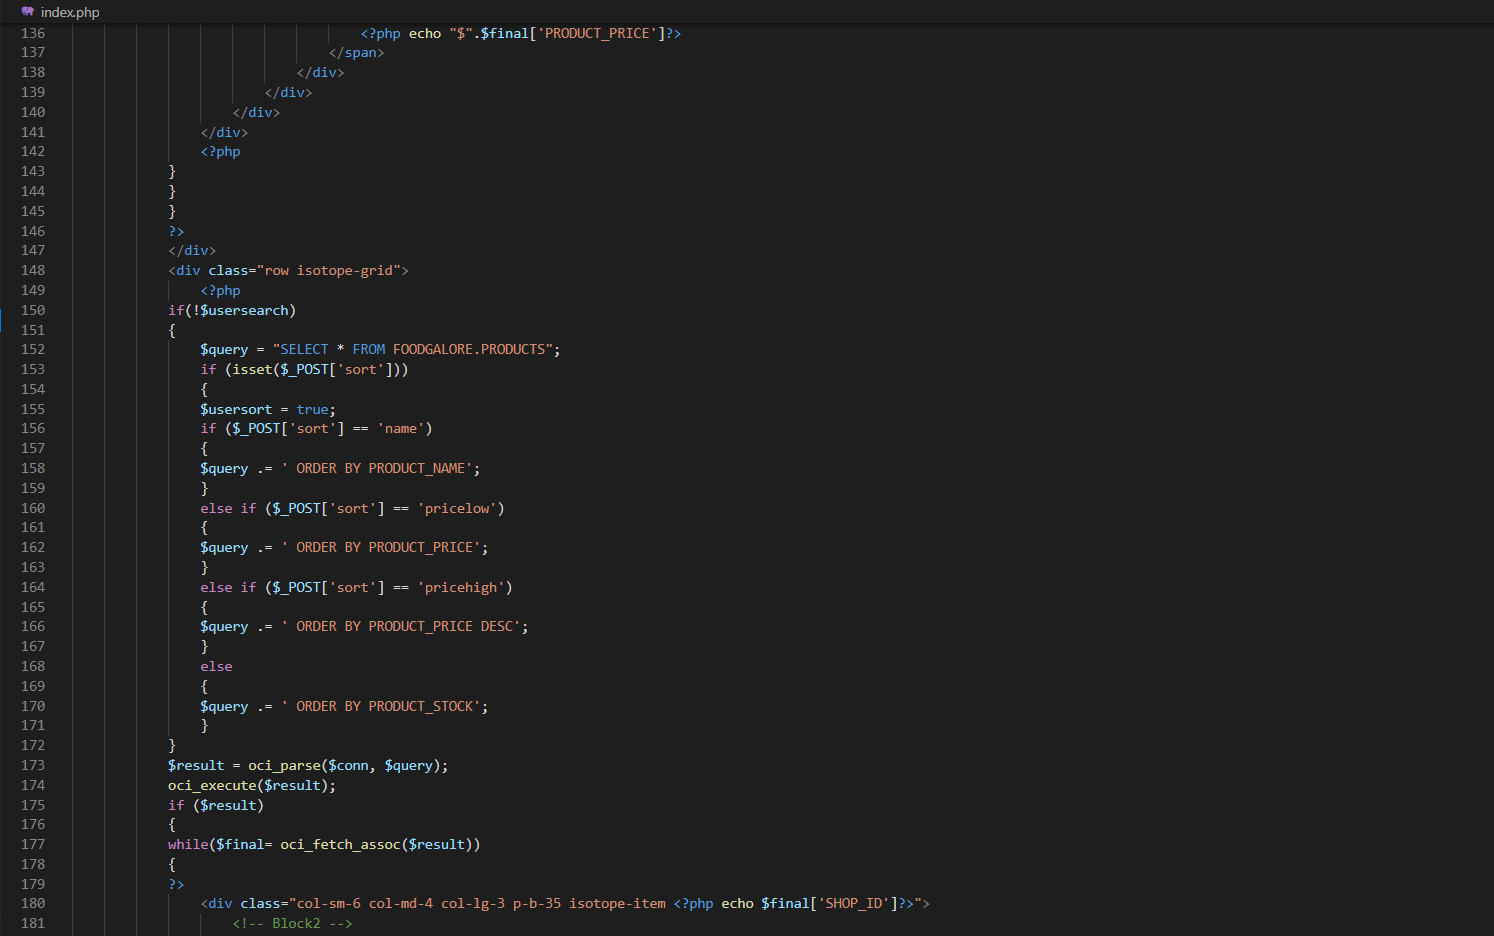 index.php
136 <?php echo "$".$final['PRODUCT_PRICE']?>
137 </span>
138 </div>
139 </div>
140 </div>
141 </div>
142 <?php
143 }
144 }
145 }
146 ?>
147 </div>
148 <div class="row isotope-grid">
149 <?php
150 if(!$usersearch)
151 {
152 $query = "SELECT * FROM FOODGALORE.PRODUCTS";
153 if (isset($_POST['sort']))
154 {
155 $usersort = true;
156 if ($_POST['sort'] == 'name')
157 {
158 $query .= ' ORDER BY PRODUCT_NAME';
159 }
160 else if ($_POST['sort'] == 'pricelow')
161 {
162 $query .= ' ORDER BY PRODUCT_PRICE';
163 }
164 else if ($_POST['sort'] == 'pricehigh')
165 {
166 $query .= ' ORDER BY PRODUCT_PRICE DESC';
167 }
168 else
169 {
170 $query .= ' ORDER BY PRODUCT_STOCK';
171 }
172 }
173 $result = oci_parse($conn, $query);
174 oci_execute($result);
175 if ($result)
176 {
177 while($final= oci_fetch_assoc($result))
178 {
179 ?>
180 <div class="col-sm-6 col-md-4 col-lg-3 p-b-35 isotope-item <?php echo $final['SHOP_ID']?>">
181 <!-- Block2 -->